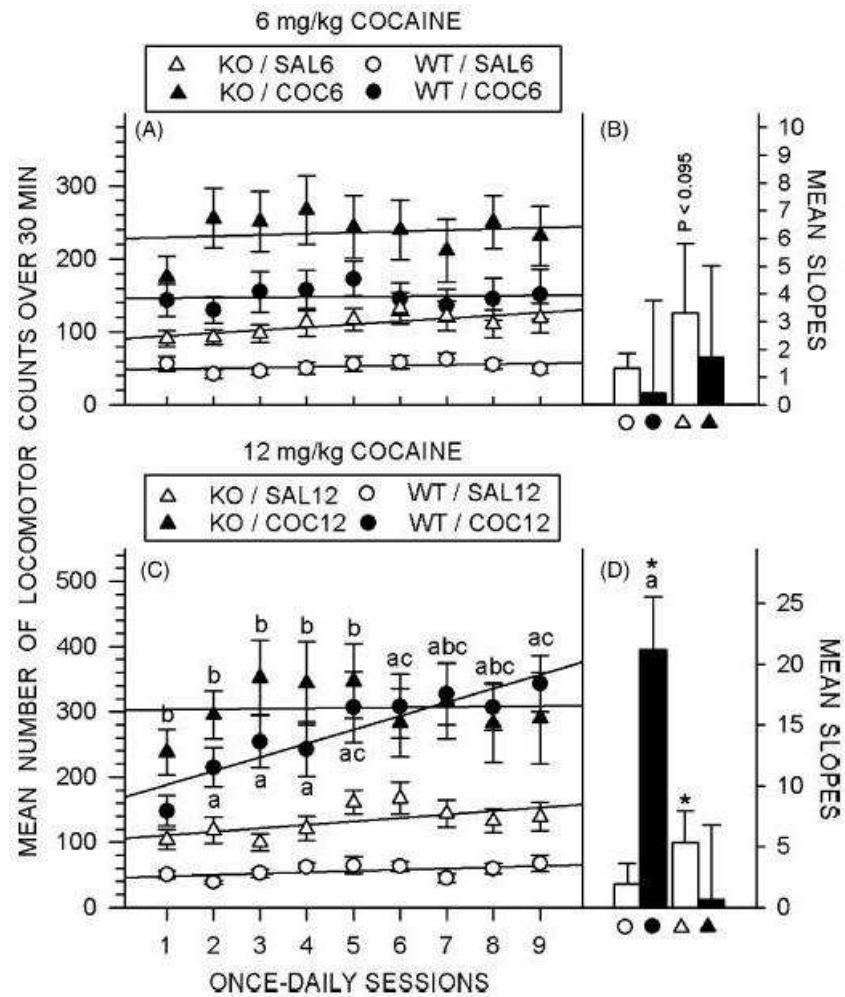 6 mg/kg COCAINE
△ KO / SAL6 ○ WT / SAL6
▲ KO / COC6 ● WT / COC6
(A)
300
200
100
0
(B)
P < 0.095
10
9
8
7
6
5
4
3
2
1
0
MEAN SLOPES
MEAN NUMBER OF LOCOMOTOR COUNTS OVER 30 MIN
12 mg/kg COCAINE
△ KO / SAL12 ○ WT / SAL12
▲ KO / COC12 ● WT / COC12
(C)
500
400
300
200
100
0
b b b b b ac abc abc ac
a a a ac
1 2 3 4 5 6 7 8 9
ONCE-DAILY SESSIONS
(D)
*
a
*
25
20
15
10
5
0
MEAN SLOPES